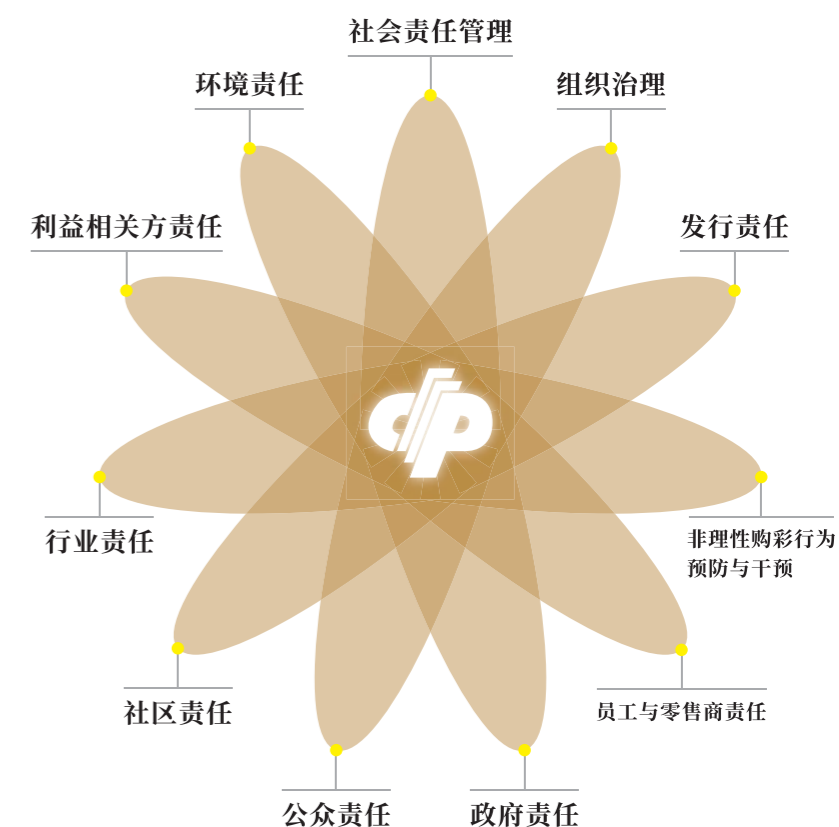 社会责任管理
环境责任
组织治理
利益相关方责任
发行责任
行业责任
非理性购彩行为
预防与干预
社区责任
员工与零售商责任
公众责任
政府责任